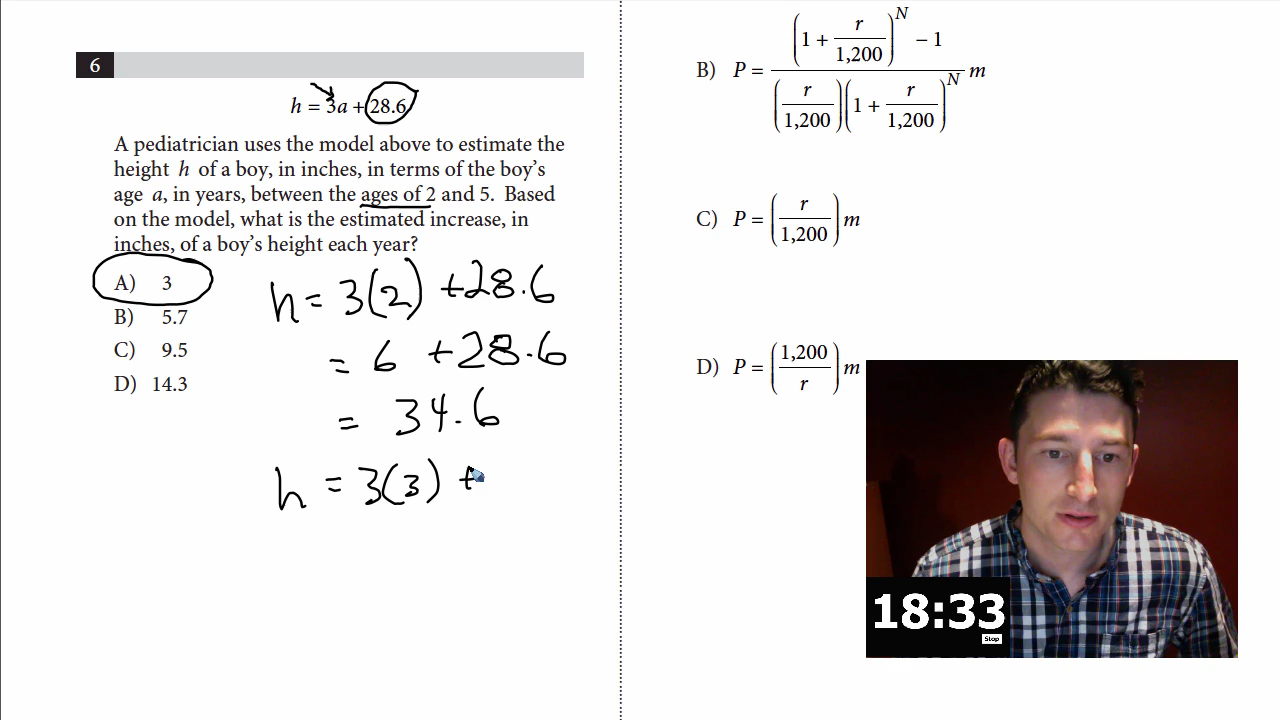 6
h = 3a + 28.6
A pediatrician uses the model above to estimate the
height h of a boy, in inches, in terms of the boy's
age a, in years, between the ages of 2 and 5. Based
on the model, what is the estimated increase, in
inches, of a boy's height each year?
A) 3
B) 5.7
C) 9.5
D) 14.3
h = 3(2) +28.6
= 6 +28.6
= 34.6
h = 3(3) +
B) P = ((1 + r/1,200)^N − 1) / ((r/1,200)(1 + r/1,200)^N) m
C) P = (r/1,200) m
D) P = (1,200/r) m
18:33
Stop